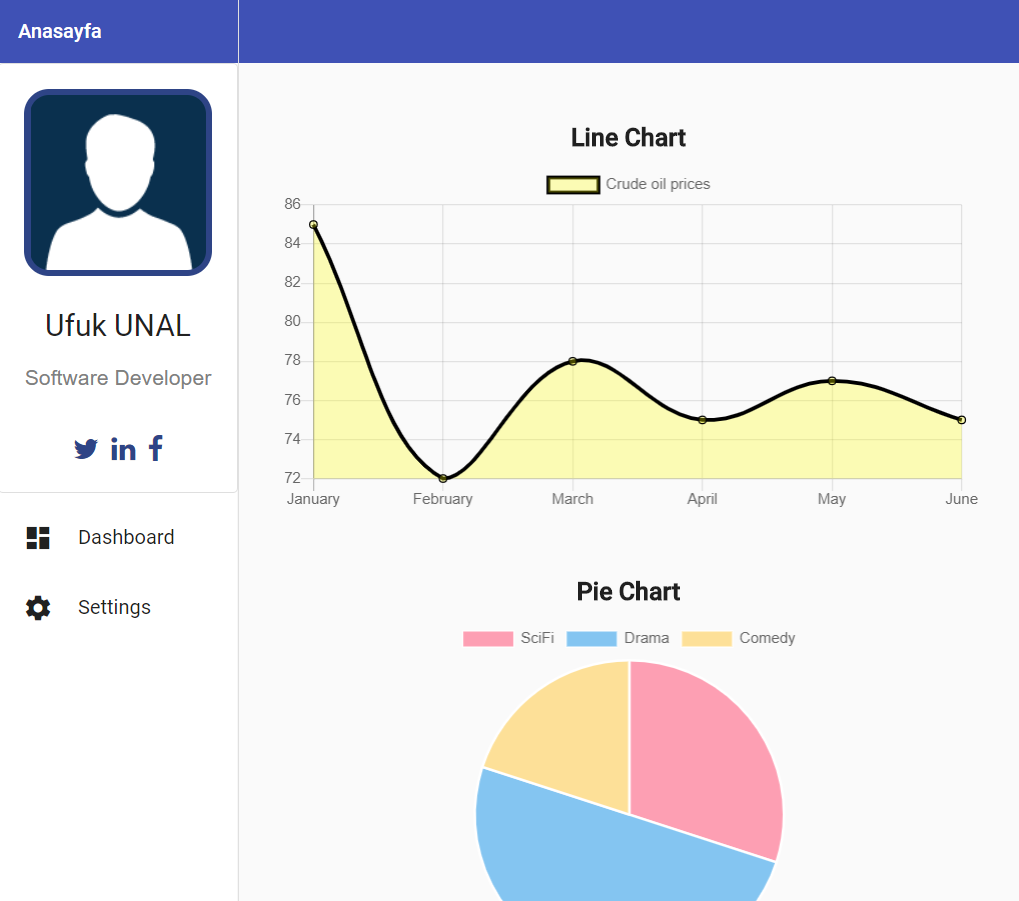 Anasayfa
Ufuk UNAL
Software Developer
Dashboard
Settings
Line Chart
Crude oil prices
86
84
82
80
78
76
74
72
January February March April May June
Pie Chart
SciFi Drama Comedy